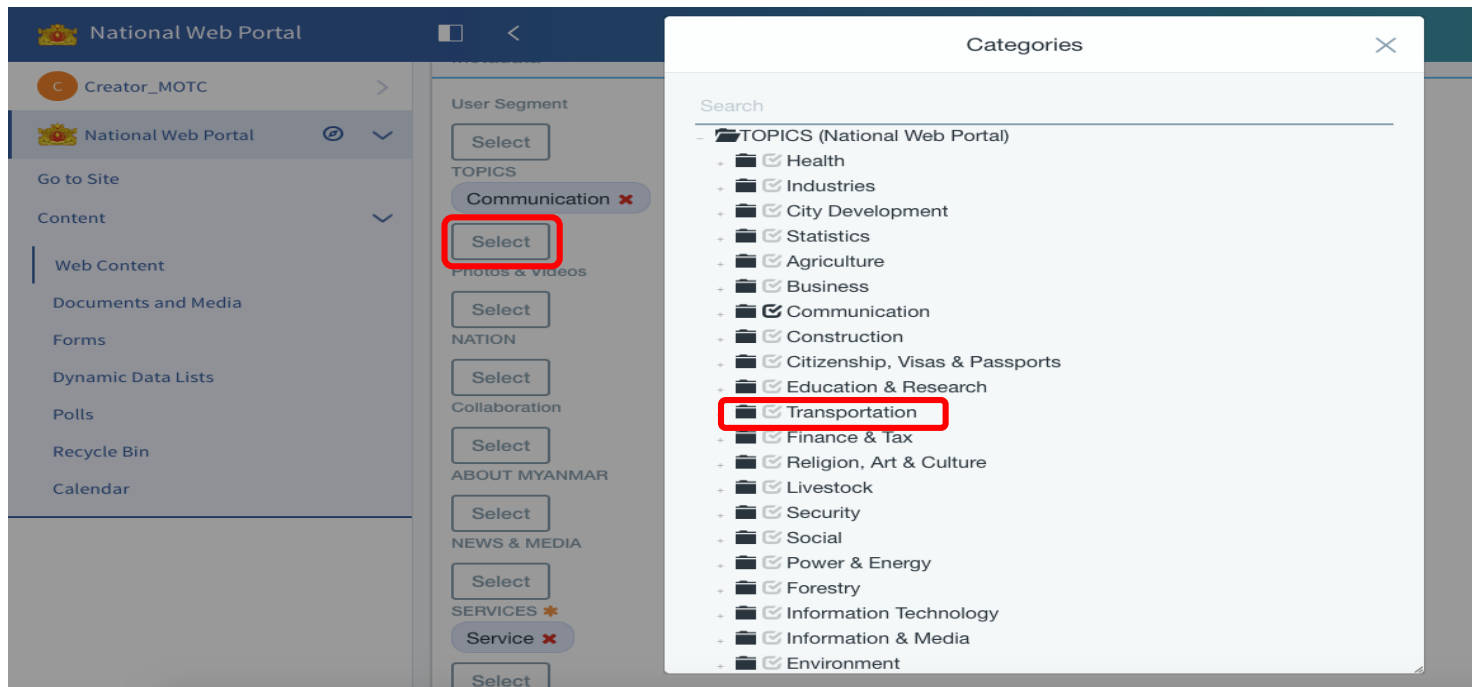 National Web Portal
C
Creator_MOTC
National Web Portal
Go to Site
Content
Web Content
Documents and Media
Forms
Dynamic Data Lists
Polls
Recycle Bin
Calendar
Metadata
User Segment
Select
TOPICS
Communication
Select
Photos & Videos
Select
NATION
Select
Collaboration
Select
ABOUT MYANMAR
Select
NEWS & MEDIA
Select
SERVICES
Service
Select
Categories
Search
TOPICS (National Web Portal)
Health
Industries
City Development
Statistics
Agriculture
Business
Communication
Construction
Citizenship, Visas & Passports
Education & Research
Transportation
Finance & Tax
Religion, Art & Culture
Livestock
Security
Social
Power & Energy
Forestry
Information Technology
Information & Media
Environment